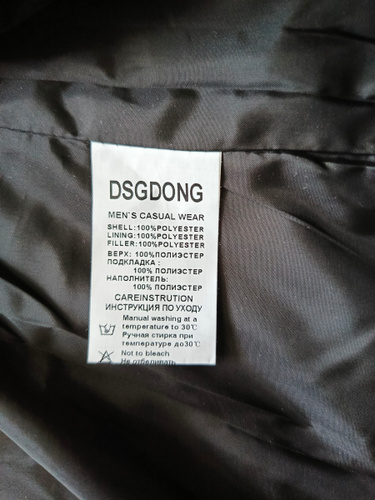 DSGDONG
MEN`S CASUAL WEAR
SHELL:100%POLYESTER
LINING:100%POLYESTER
FILLER:100%POLYESTER
ВЕРХ: 100%ПОЛИЭСТЕР
ПОДКЛАДКА :
100% ПОЛИЭСТЕР
НАПОЛНИТЕЛЬ:
100% ПОЛИЭСТЕР
CAREINSTRUTION
ИНСТРУКЦИЯ ПО УХОДУ
Manual washing at a
temperature to 30℃
Ручная стирка при
температуре до30℃
Not to bleach
Не отбеливать